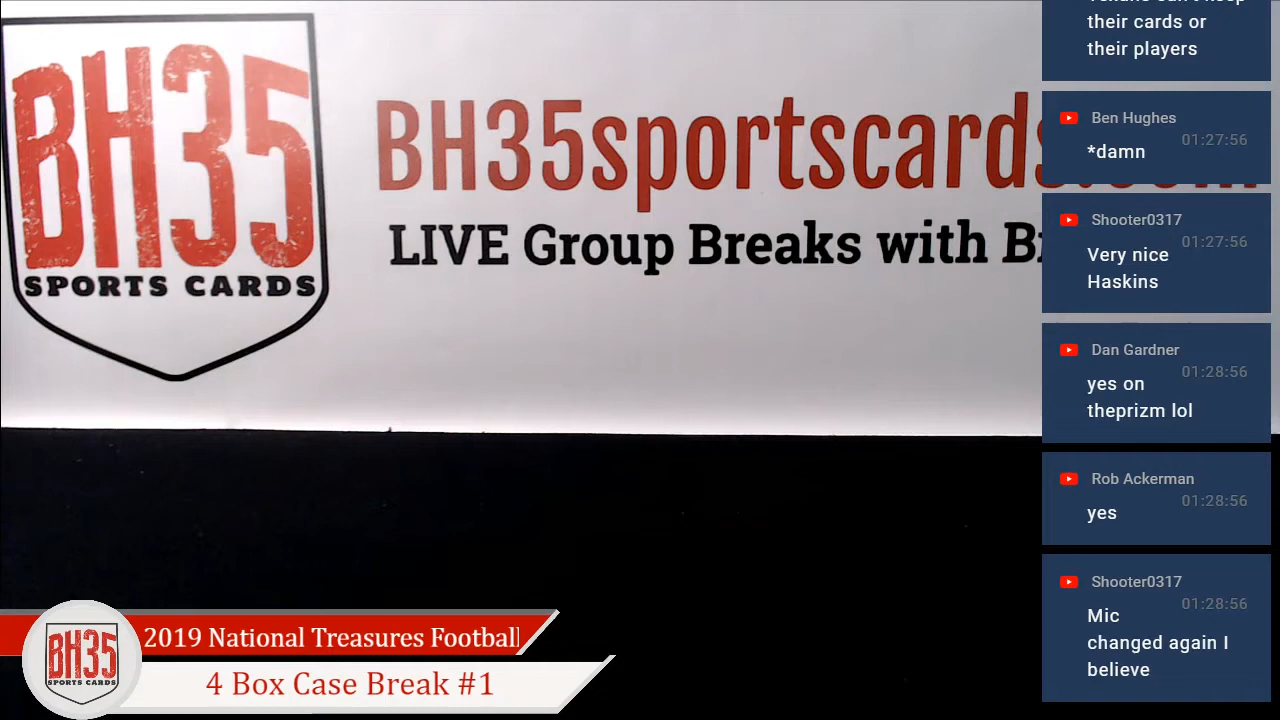 BH35
SPORTS CARDS
BH35sportscards.com
LIVE Group Breaks with
their cards or
their players
Ben Hughes
01:27:56
*damn
Shooter0317
01:27:56
Very nice
Haskins
Dan Gardner
01:28:56
yes on
theprizm lol
Rob Ackerman
01:28:56
yes
Shooter0317
01:28:56
Mic
changed again I
believe
BH35
SPORTS CARDS
2019 National Treasures Football
4 Box Case Break #1